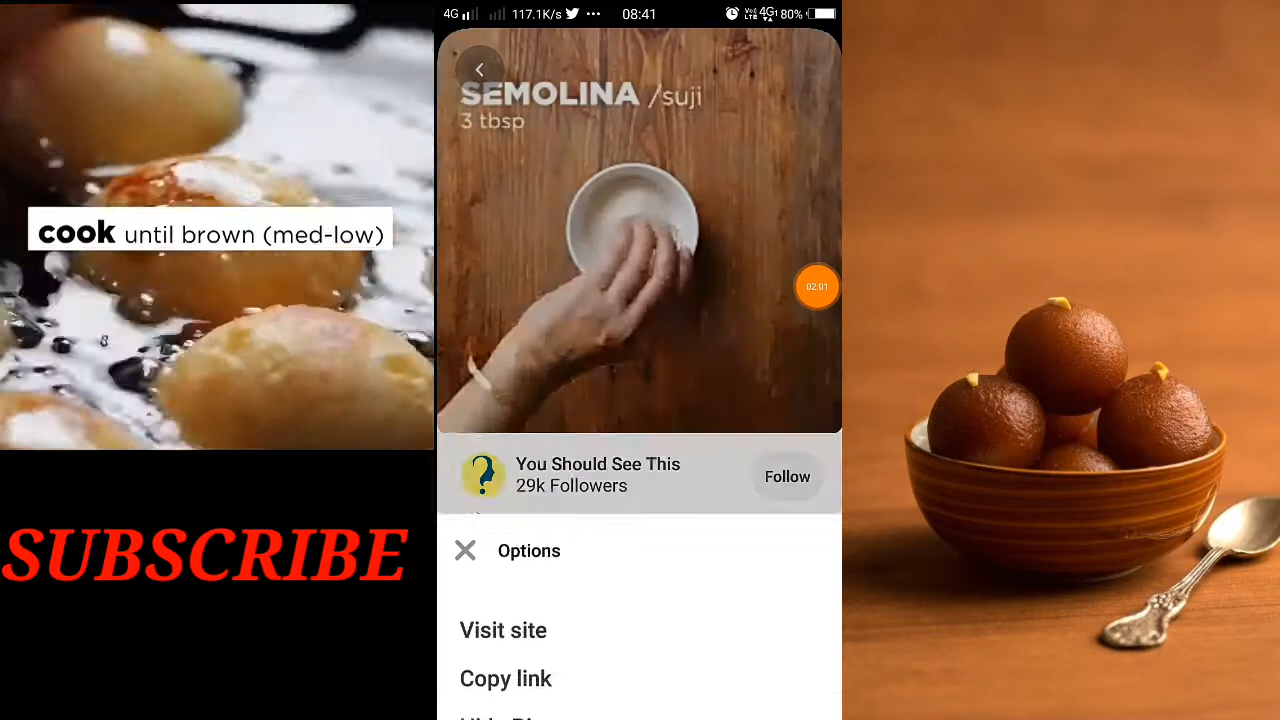 cook until brown (med-low)
SUBSCRIBE
4G 117.1K/s ••• 08:41 4G 80%
SEMOLINA /suji
3 tbsp
02:01
You Should See This
29k Followers
Follow
Options
Visit site
Copy link